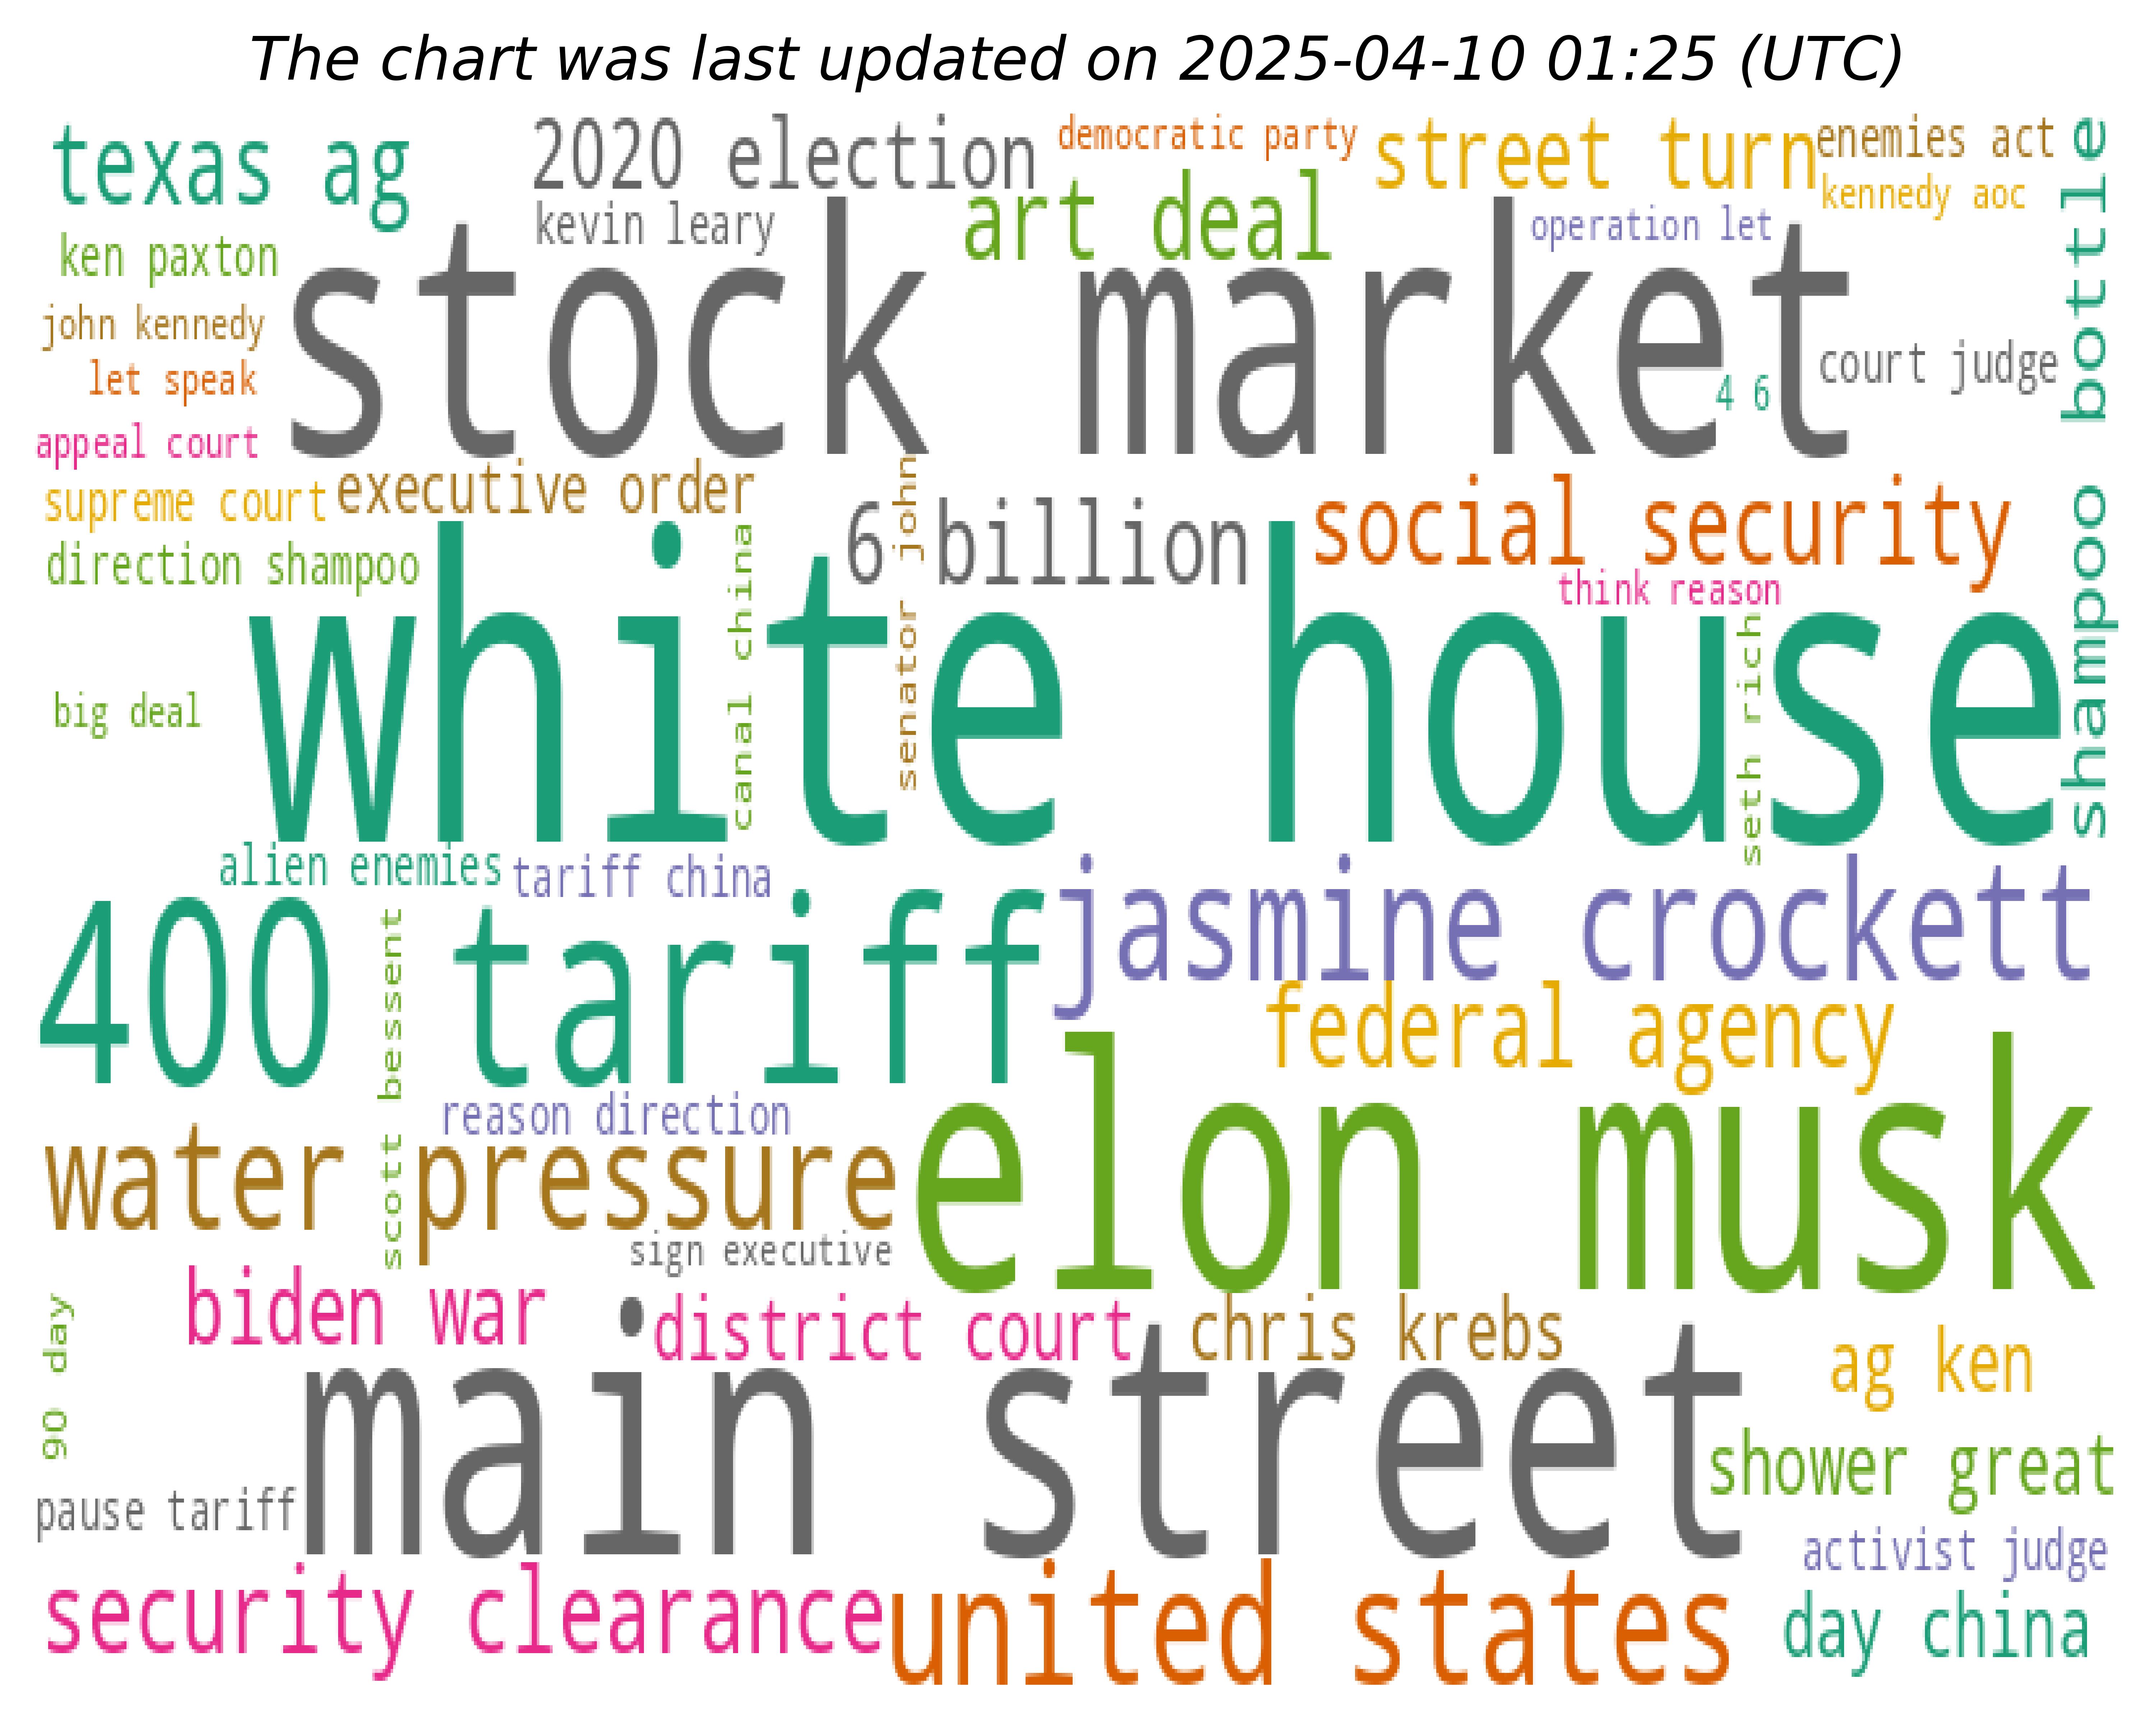 The chart was last updated on 2025-04-10 01:25 (UTC)
texas ag
2020 election
democratic party
street turn
enemies act
bottle
kennedy aoc
kevin leary
art deal
operation let
ken paxton
stock market
john kennedy
let speak
4 6
court judge
appeal court
supreme court
executive order
senator john
6 billion
social security
shampoo
direction shampoo
canal china
think reason
white house
seth rich
big deal
alien enemies
tariff china
jasmine crockett
400 tariff
scott bessent
federal agency
reason direction
elon musk
water pressure
sign executive
90 day
biden war
district court
chris krebs
ag ken
main street
shower great
pause tariff
activist judge
security clearance
united states
day china